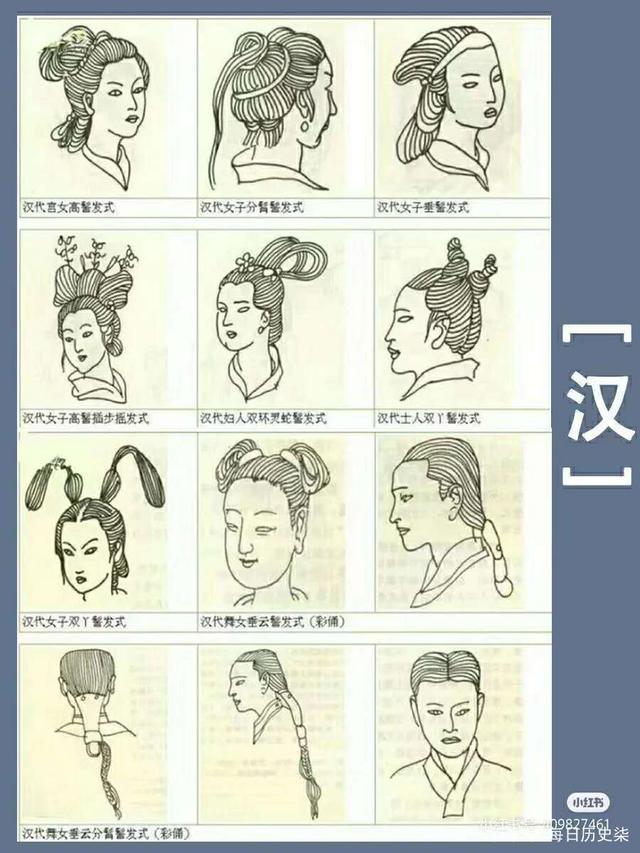 汉代宫女高髻发式
汉代女子分髾髻发式
汉代女子垂髻发式
汉代女子高髻插步摇发式
汉代妇人双环灵蛇髻发式
汉代士人双丫髻发式
汉代女子双丫髻发式
汉代舞女垂云髻发式（彩俑）
汉代舞女垂云分髾髻发式（彩俑）
[汉]
小红书
每日历史柒